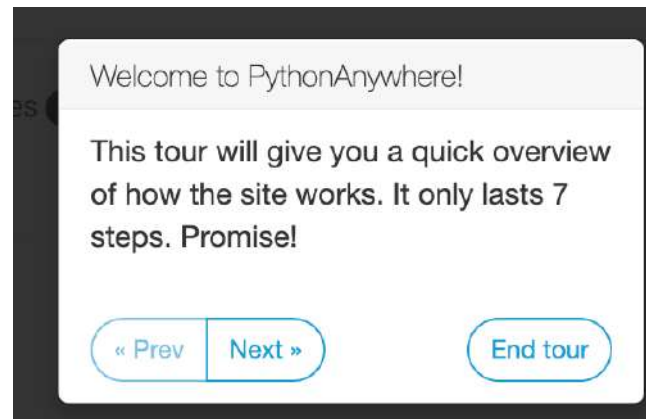 Welcome to PythonAnywhere!
es
This tour will give you a quick overview
of how the site works. It only lasts 7
steps. Promise!
« Prev
Next »
End tour